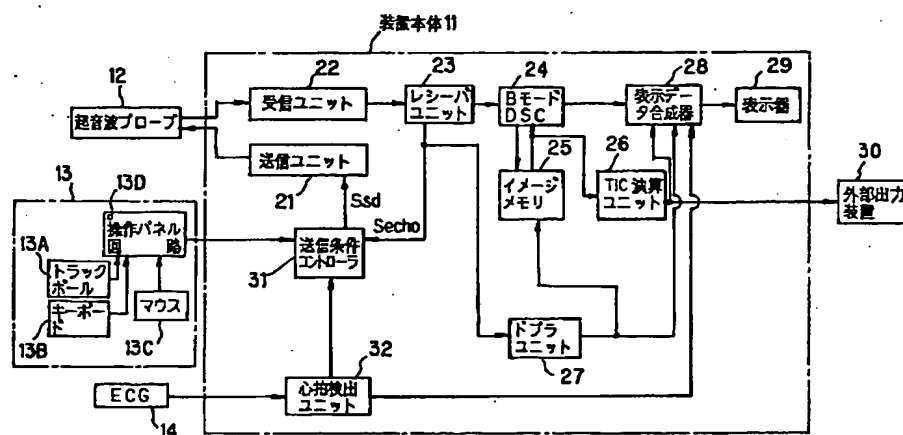 装置本体11
12
超音波プローブ
22
受信ユニット
23
レシーバ
ユニット
24
Bモード
DSC
28
表示デー
タ合成器
29
表示器
送信ユニット
21
25
イメージ
メモリ
26
TIC演算
ユニット
30
外部出力
装置
13
13D
操作パネル
回路
13A
トラック
ボール
キーボー
ド
13B
マウス
13C
Ssd
Secho
送信条件
コントローラ
31
ドプラ
ユニット
27
32
心拍検出
ユニット
ECG
14